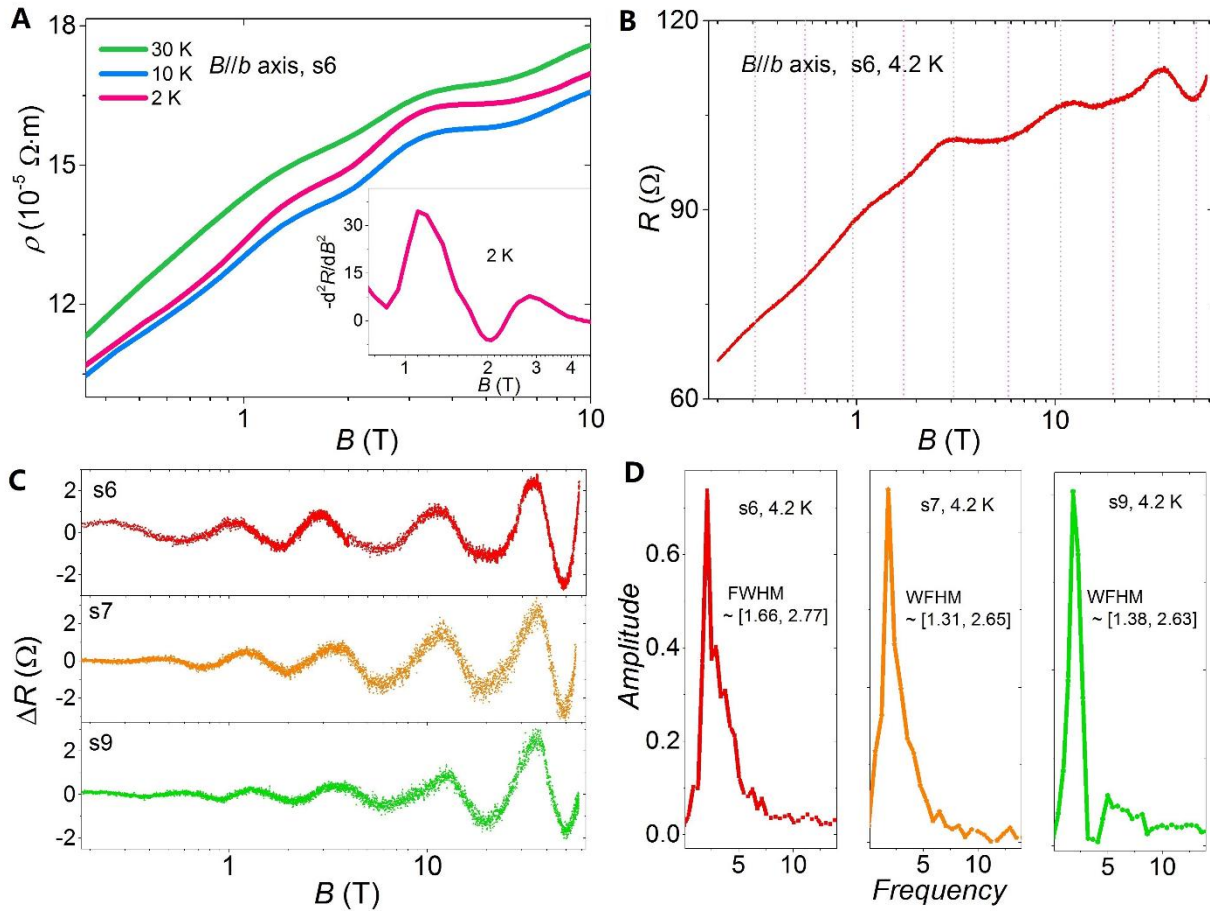 A
18
15
12
ρ (10⁻⁵ Ω·m)
30 K
10 K
2 K
B//b axis, s6
30
15
0
-d²R/dB²
2 K
1
2
3
4
B (T)
1
10
B (T)
B
120
90
60
R (Ω)
B//b axis, s6, 4.2 K
1
10
B (T)
C
s6
2
0
-2
s7
2
0
-2
s9
2
0
-2
ΔR (Ω)
1
10
B (T)
D
0.6
0.4
0.2
0.0
Amplitude
s6, 4.2 K
FWHM
~ [1.66, 2.77]
5
10
s7, 4.2 K
WFHM
~ [1.31, 2.65]
5
10
s9, 4.2 K
WFHM
~ [1.38, 2.63]
5
10
Frequency